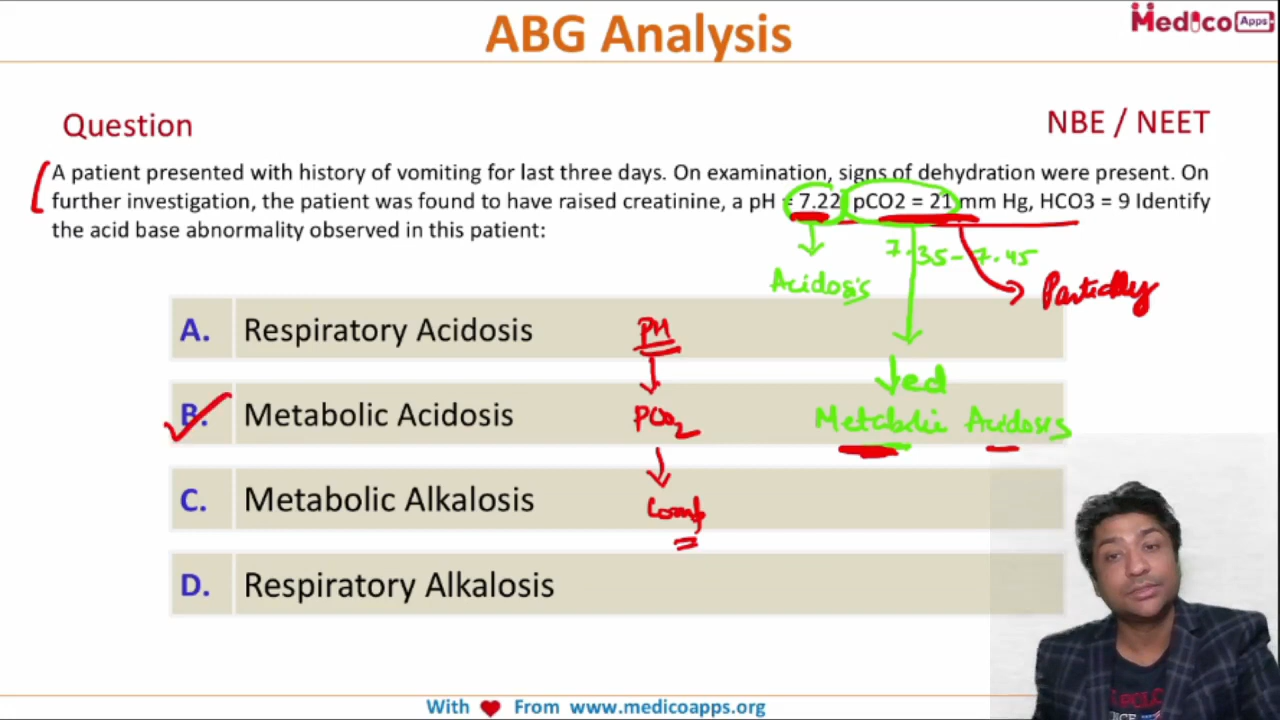 ABG Analysis
Medico Apps
Question
NBE / NEET
A patient presented with history of vomiting for last three days. On examination, signs of dehydration were present. On
further investigation, the patient was found to have raised creatinine, a pH = 7.22 pCO2 = 21 mm Hg, HCO3 = 9 Identify
the acid base abnormality observed in this patient:
7.35-7.45
Acidosis
Partially
A. Respiratory Acidosis
PH
↓ed
B. Metabolic Acidosis
PCO2
Metabolic Acidosis
C. Metabolic Alkalosis
Comp
D. Respiratory Alkalosis
With From www.medicoapps.org